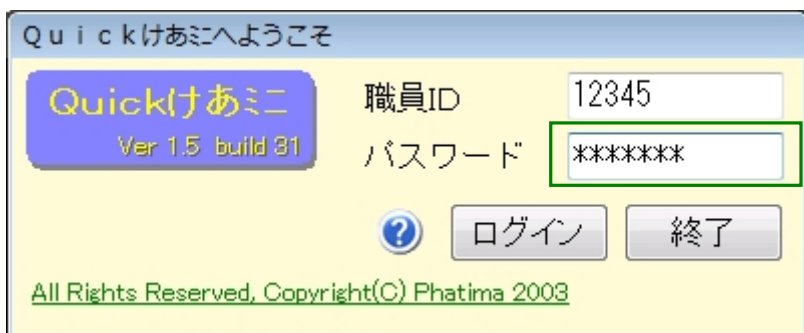 Ｑｕｉｃｋけあﾐﾆへようこそ
Quickけあミニ
Ver 1.5 build 31
職員ID
12345
パスワード
*******
?
ログイン
終了
All Rights Reserved, Copyright(C) Phatima 2003